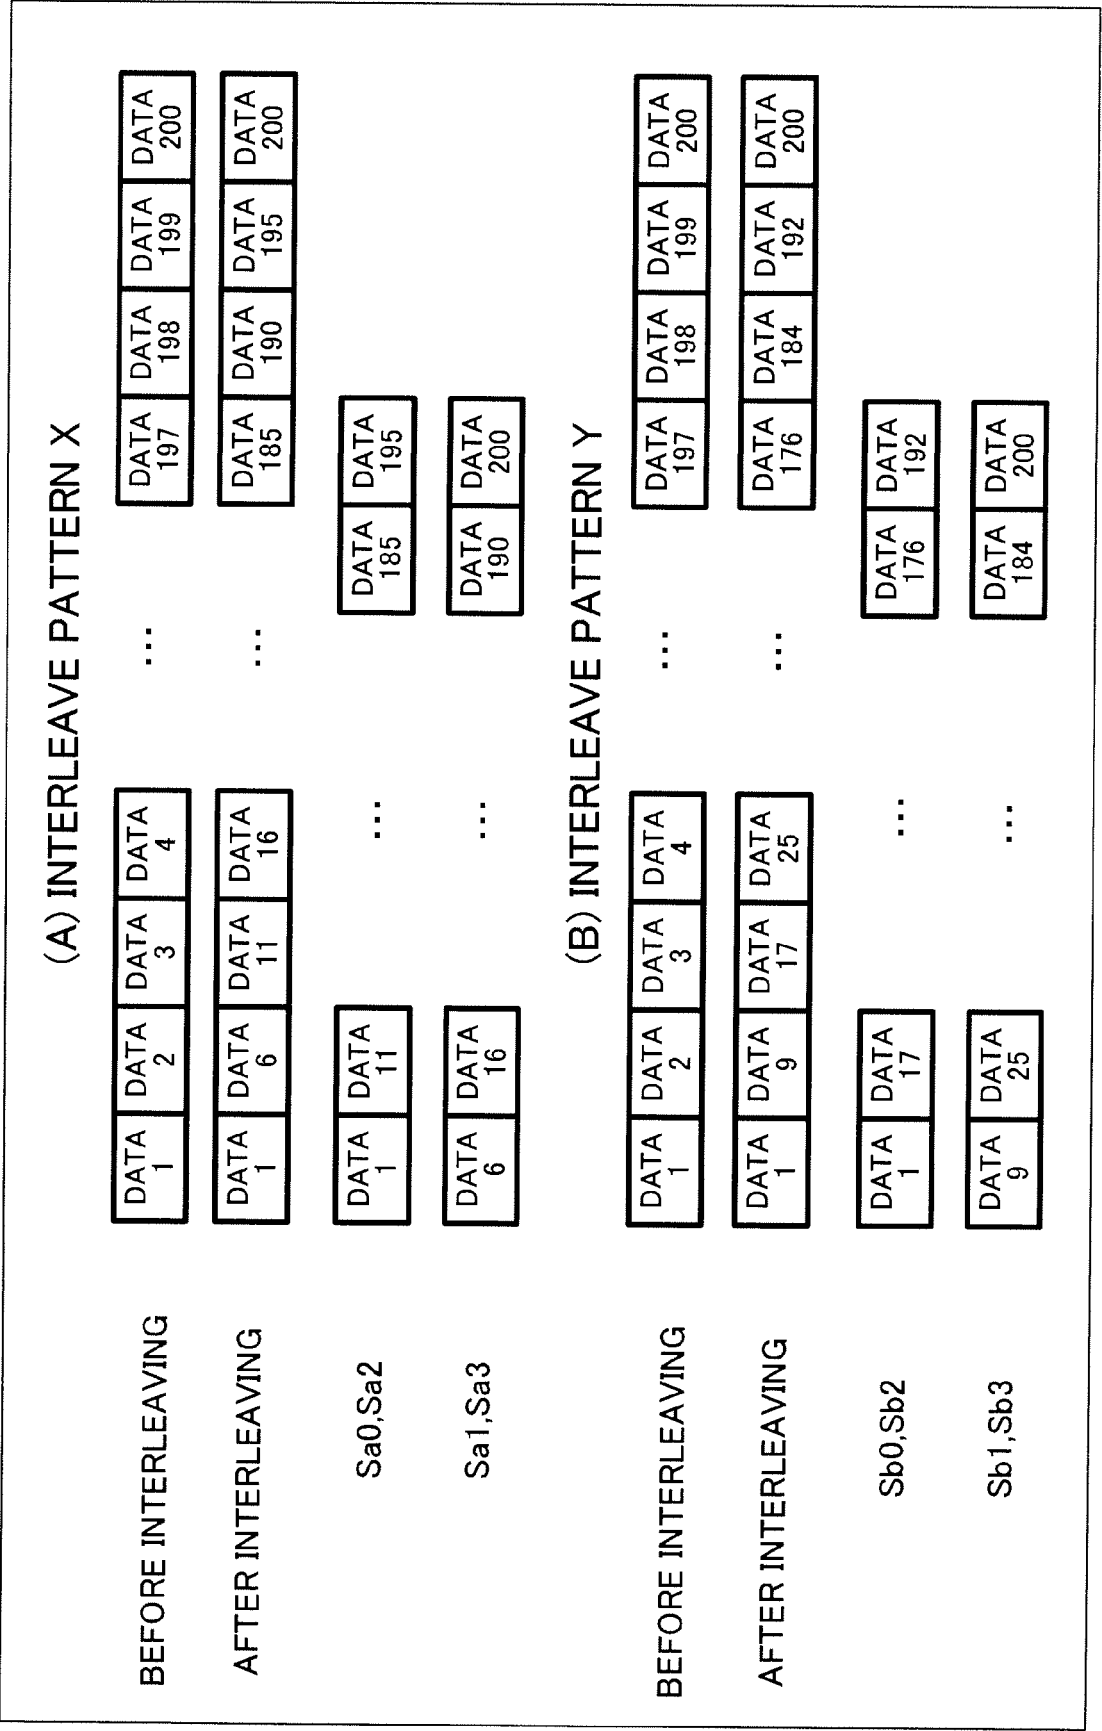 (A) INTERLEAVE PATTERN X
BEFORE INTERLEAVING DATA 1 DATA 2 DATA 3 DATA 4 ... DATA 197 DATA 198 DATA 199 DATA 200
AFTER INTERLEAVING DATA 1 DATA 6 DATA 11 DATA 16 ... DATA 185 DATA 190 DATA 195 DATA 200
Sa0,Sa2 DATA 1 DATA 11 ... DATA 185 DATA 195
Sa1,Sa3 DATA 6 DATA 16 ... DATA 190 DATA 200
(B) INTERLEAVE PATTERN Y
BEFORE INTERLEAVING DATA 1 DATA 2 DATA 3 DATA 4 ... DATA 197 DATA 198 DATA 199 DATA 200
AFTER INTERLEAVING DATA 1 DATA 9 DATA 17 DATA 25 ... DATA 176 DATA 184 DATA 192 DATA 200
Sb0,Sb2 DATA 1 DATA 17 ... DATA 176 DATA 192
Sb1,Sb3 DATA 9 DATA 25 ... DATA 184 DATA 200